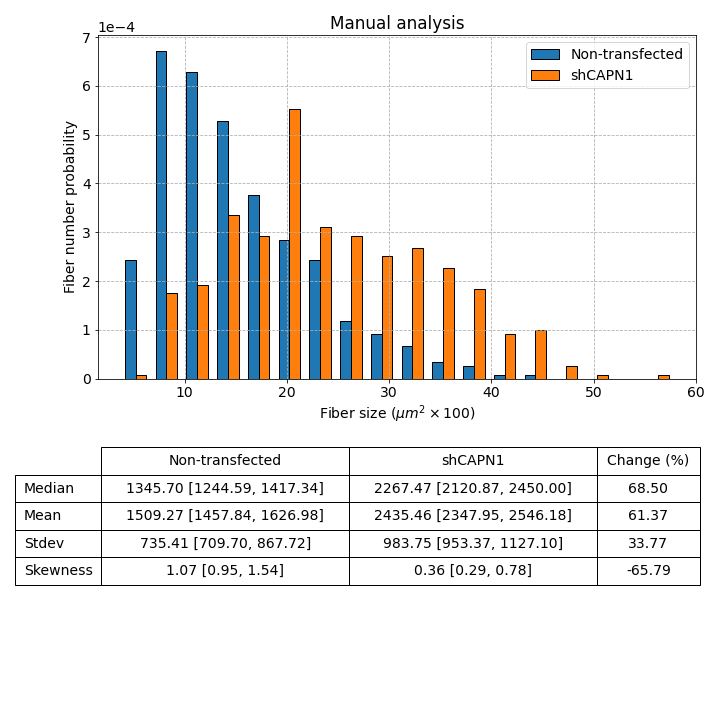 Manual analysis
1e−4
Non-transfected
shCAPN1
Fiber number probability
7
6
5
4
3
2
1
0
10 20 30 40 50 60
Fiber size (μm² × 100)
Non-transfected shCAPN1 Change (%)
Median 1345.70 [1244.59, 1417.34] 2267.47 [2120.87, 2450.00] 68.50
Mean 1509.27 [1457.84, 1626.98] 2435.46 [2347.95, 2546.18] 61.37
Stdev 735.41 [709.70, 867.72] 983.75 [953.37, 1127.10] 33.77
Skewness 1.07 [0.95, 1.54] 0.36 [0.29, 0.78] -65.79